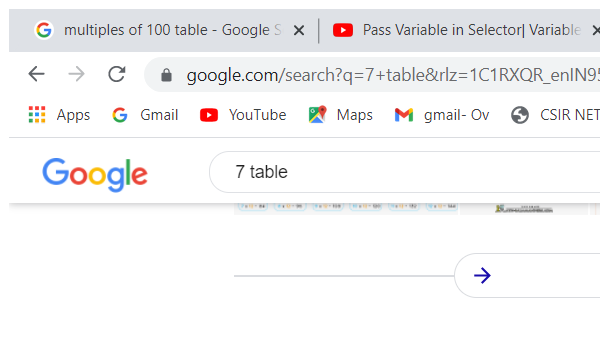 multiples of 100 table - Google S
Pass Variable in Selector| Variable
google.com/search?q=7+table&rlz=1C1RXQR_enIN95
Apps Gmail YouTube Maps gmail- Ov CSIR NET
Google 7 table